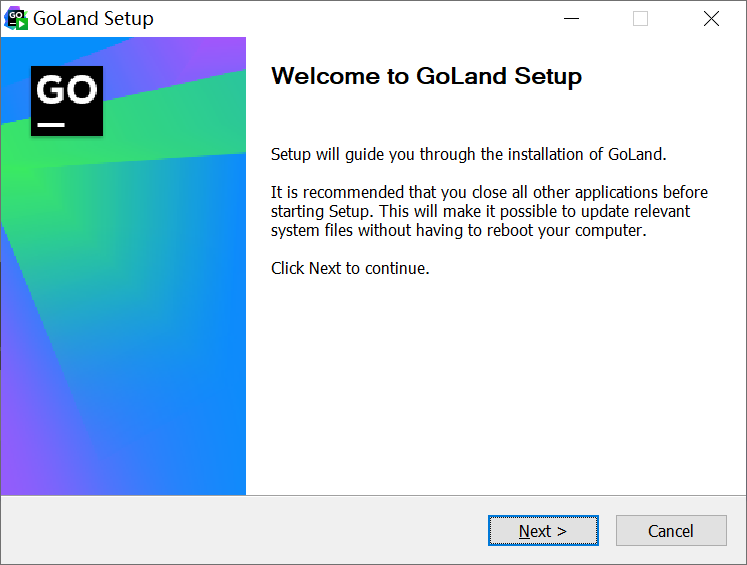 GoLand Setup
GO
Welcome to GoLand Setup
Setup will guide you through the installation of GoLand.
It is recommended that you close all other applications before
starting Setup. This will make it possible to update relevant
system files without having to reboot your computer.
Click Next to continue.
Next >
Cancel